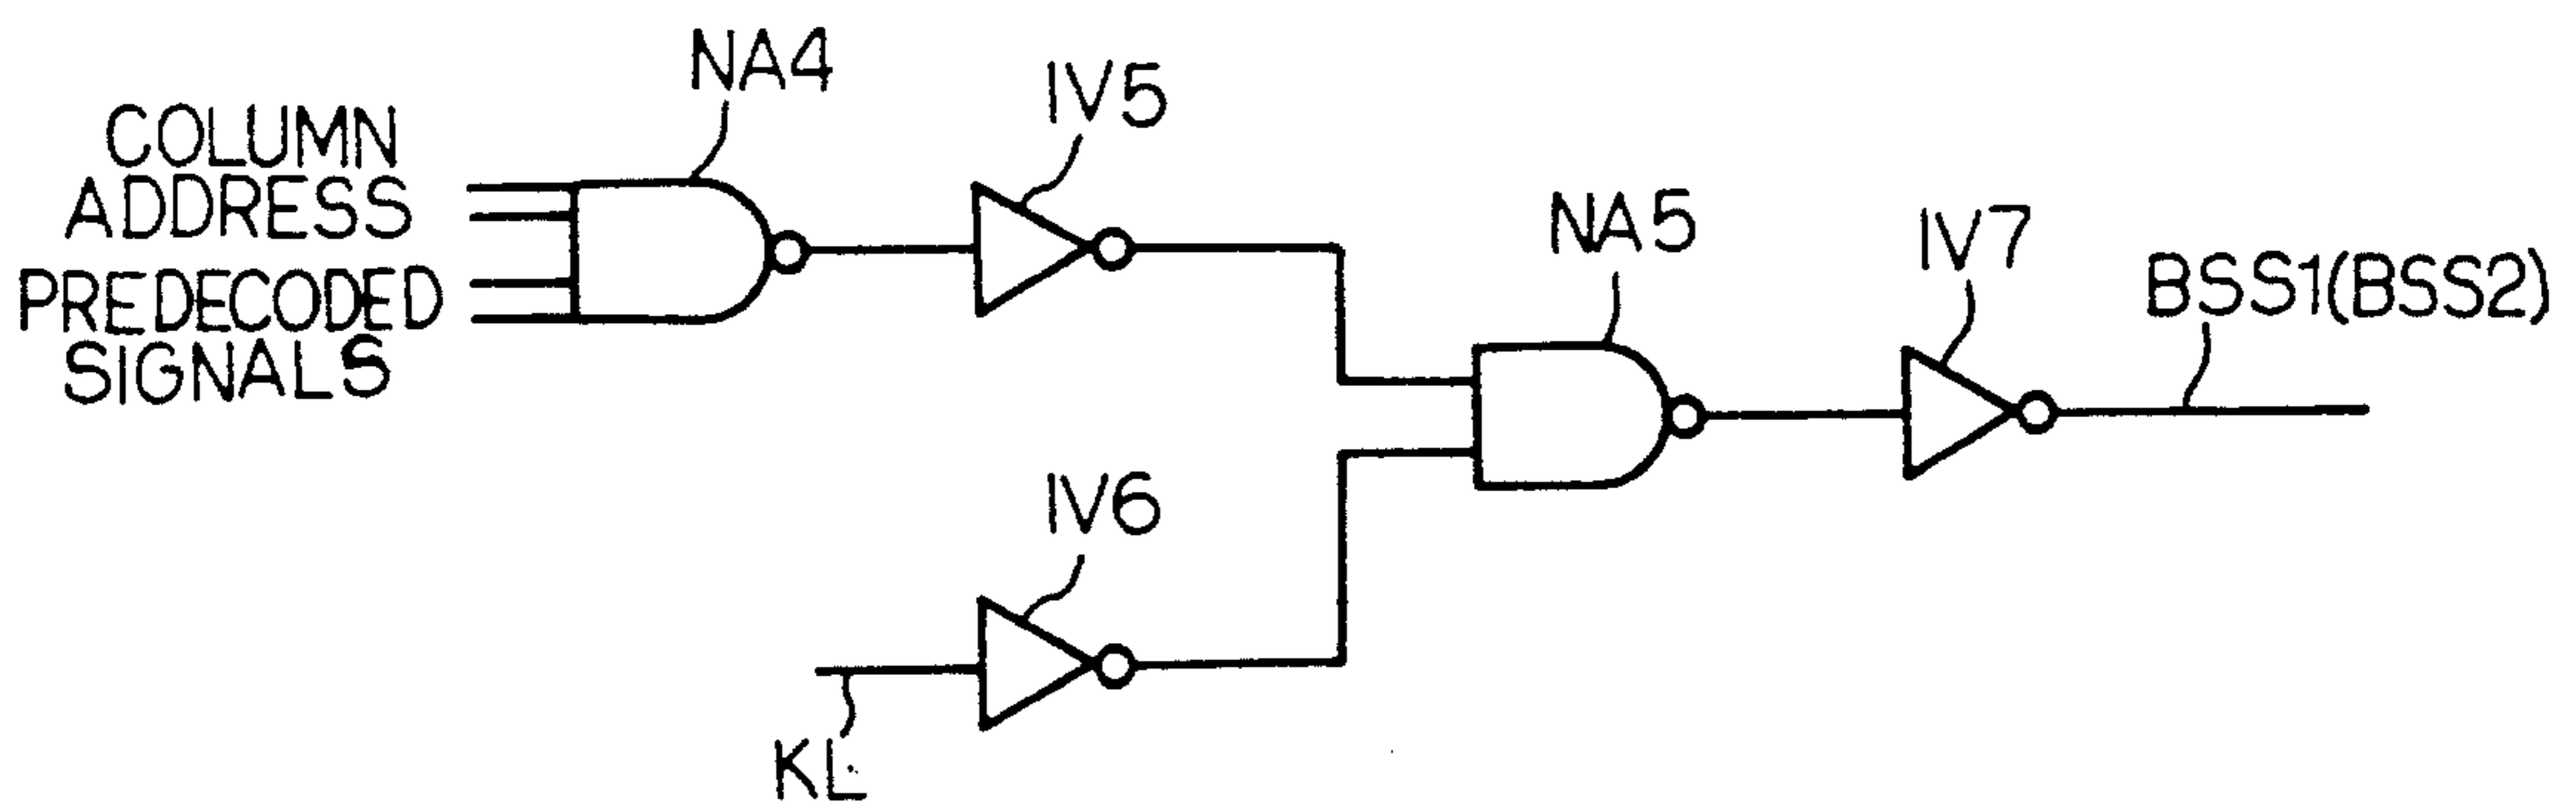 NA4
IV5
COLUMN
ADDRESS
PREDECODED
SIGNALS
NA5
IV7
BSS1(BSS2)
IV6
KL